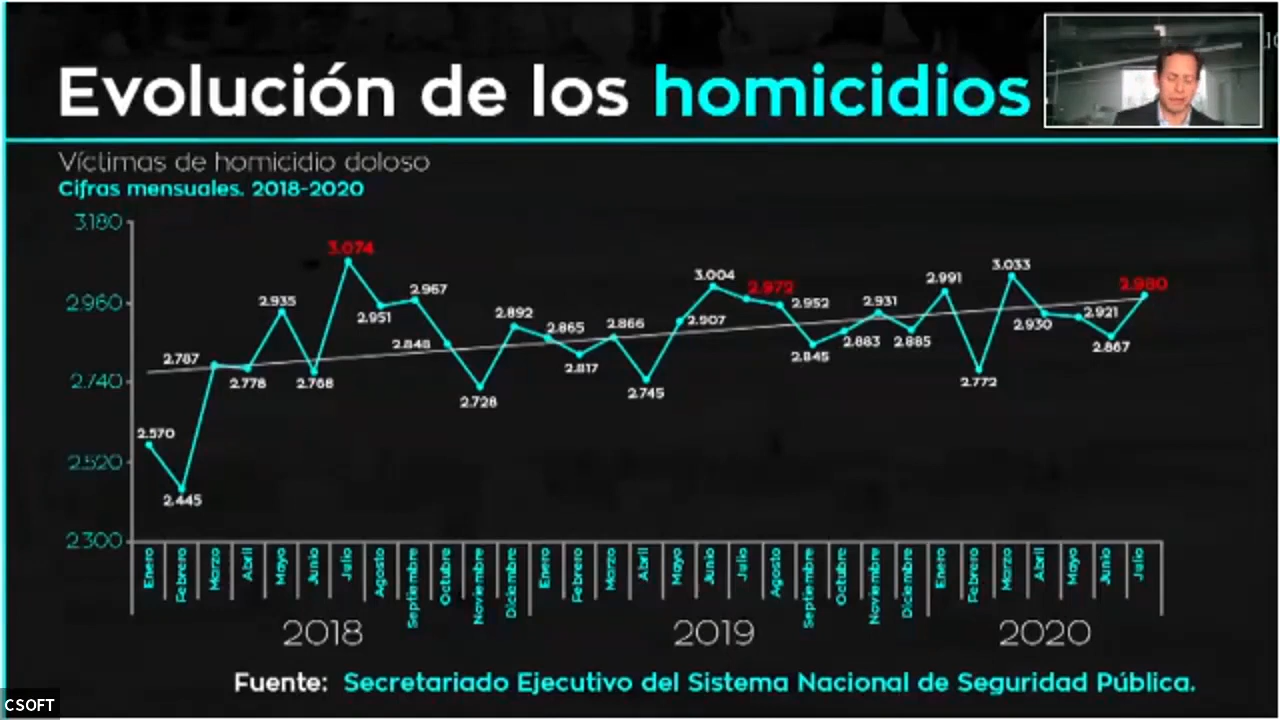 Evolución de los homicidios
Víctimas de homicidio doloso
Cifras mensuales. 2018-2020
3.180
2.960
2.740
2.520
2.300
2.570
2.445
2.787
2.778
2.935
2.768
3.074
2.951
2.967
2.848
2.728
2.892
2.865
2.817
2.866
2.745
2.907
3.004
2.972
2.952
2.845
2.883
2.931
2.885
2.991
2.772
3.033
2.930
2.921
2.867
2.980
Enero
Febrero
Marzo
Abril
Mayo
Junio
Julio
Agosto
Septiembre
Octubre
Noviembre
Diciembre
Enero
Febrero
Marzo
Abril
Mayo
Junio
Julio
Agosto
Septiembre
Octubre
Noviembre
Diciembre
Enero
Febrero
Marzo
Abril
Mayo
Junio
Julio
2018
2019
2020
Fuente: Secretariado Ejecutivo del Sistema Nacional de Seguridad Pública.
CSOFT